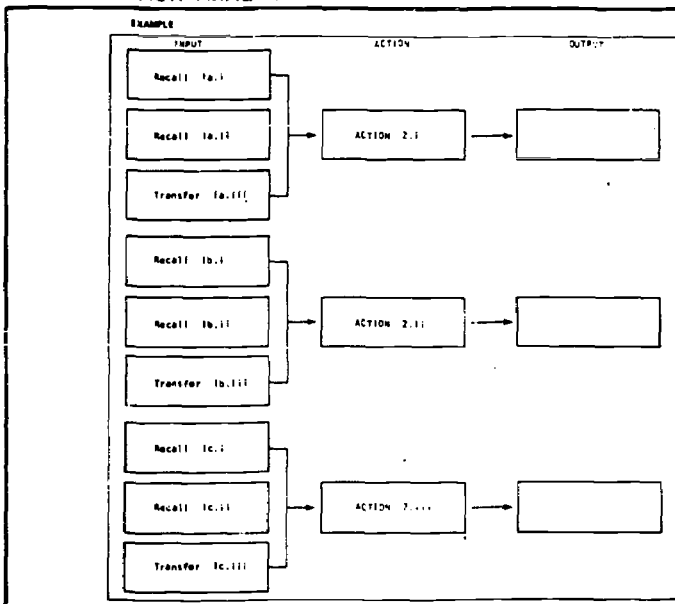 EXAMPLE
INPUT ACTION OUTPUT
Recall 1a.i
Recall 1a.ii
ACTION 2.i
Transfer 1a.iii
Recall 1b.i
Recall 1b.ii
ACTION 2.ii
Transfer 1b.iii
Recall 1c.i
Recall 1c.ii
ACTION 2.iii
Transfer 1c.iii